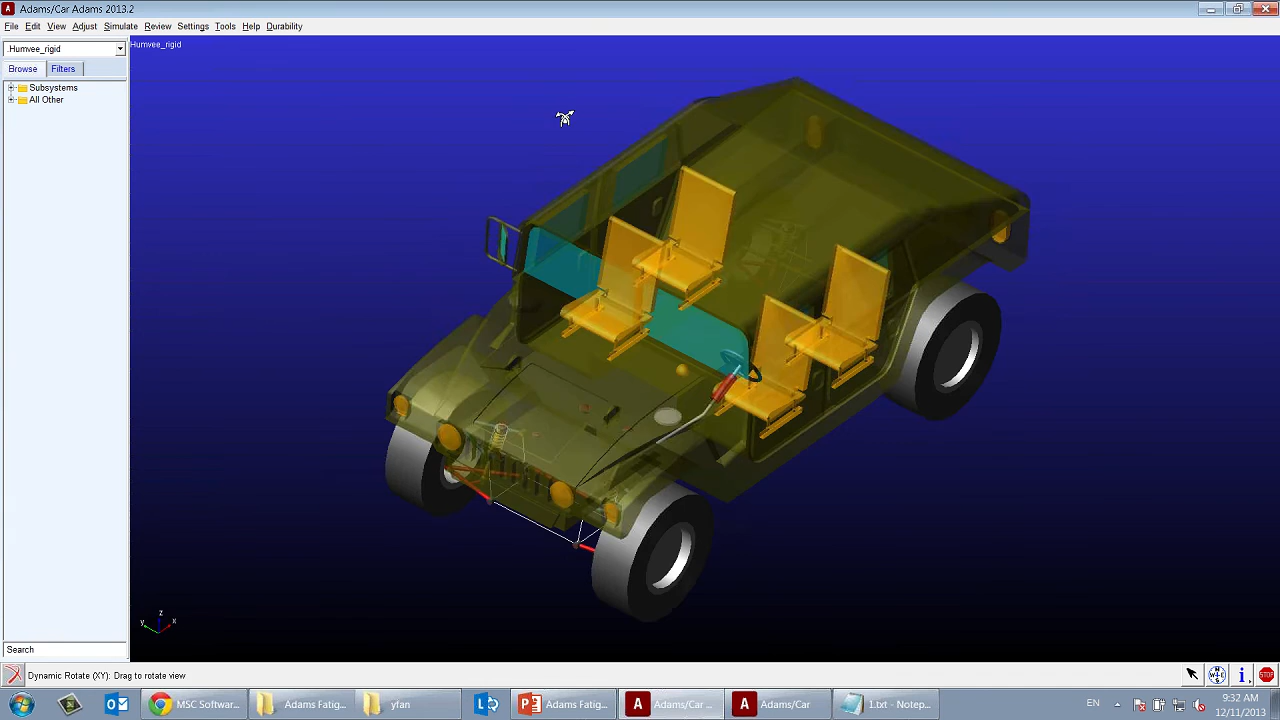 Adams/Car Adams 2013.2
File Edit View Adjust Simulate Review Settings Tools Help Durability
.Humvee_rigid
Humvee_rigid
Browse Filters
Subsystems
All Other
z
y x
Search
Dynamic Rotate (XY): Drag to rotate view
MSC Softwar... Adams Fatig... yfan Adams Fatig... Adams/Car ... Adams/Car 1.txt - Notep...
EN
9:32 AM
12/11/2013